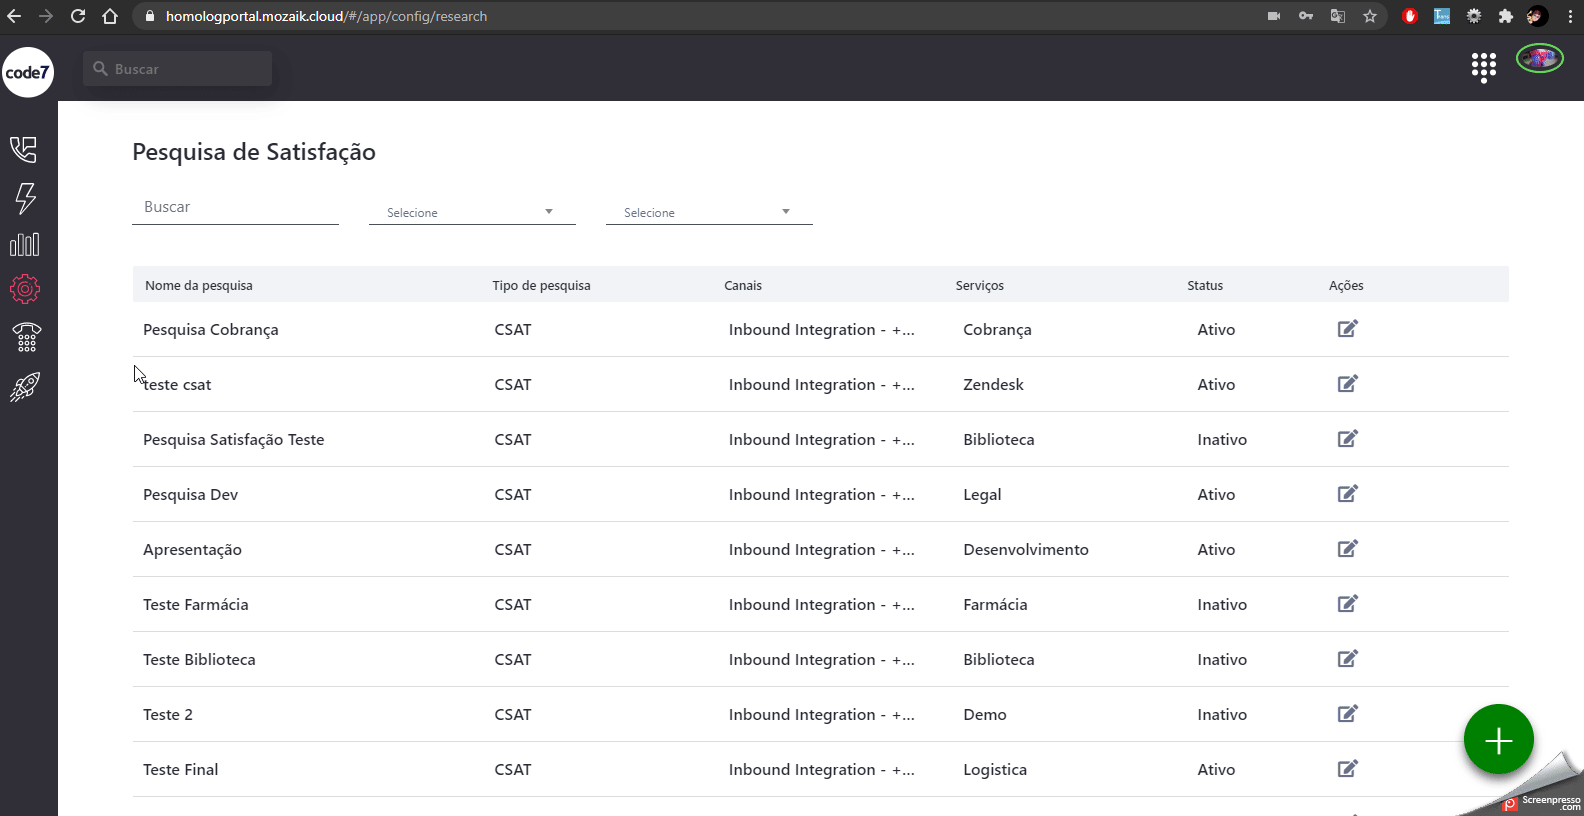 homologportal.mozaik.cloud/#/app/config/research
code7
Buscar
Pesquisa de Satisfação
Buscar Selecione Selecione
Nome da pesquisa Tipo de pesquisa Canais Serviços Status Ações
Pesquisa Cobrança CSAT Inbound Integration - +... Cobrança Ativo
teste csat CSAT Inbound Integration - +... Zendesk Ativo
Pesquisa Satisfação Teste CSAT Inbound Integration - +... Biblioteca Inativo
Pesquisa Dev CSAT Inbound Integration - +... Legal Ativo
Apresentação CSAT Inbound Integration - +... Desenvolvimento Ativo
Teste Farmácia CSAT Inbound Integration - +... Farmácia Inativo
Teste Biblioteca CSAT Inbound Integration - +... Biblioteca Inativo
Teste 2 CSAT Inbound Integration - +... Demo Inativo
Teste Final CSAT Inbound Integration - +... Logistica Ativo
Screenpresso
.com